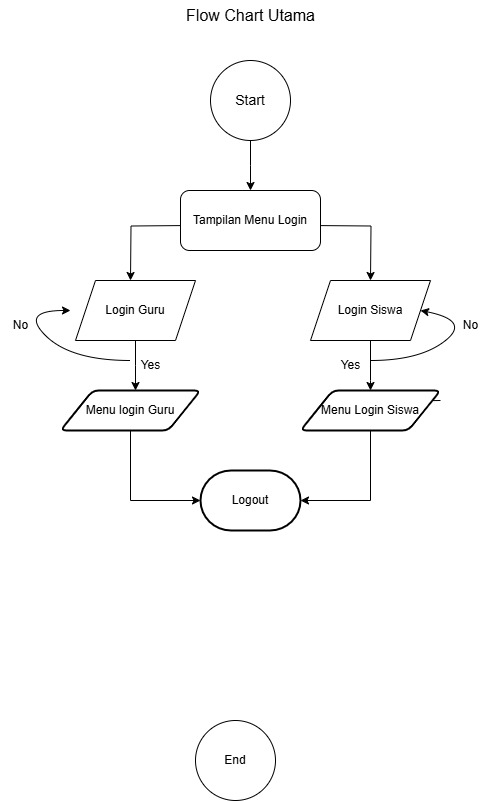 Flow Chart Utama
Start
Tampilan Menu Login
Login Guru
Login Siswa
No
No
Yes
Yes
Menu login Guru
Menu Login Siswa
Logout
End